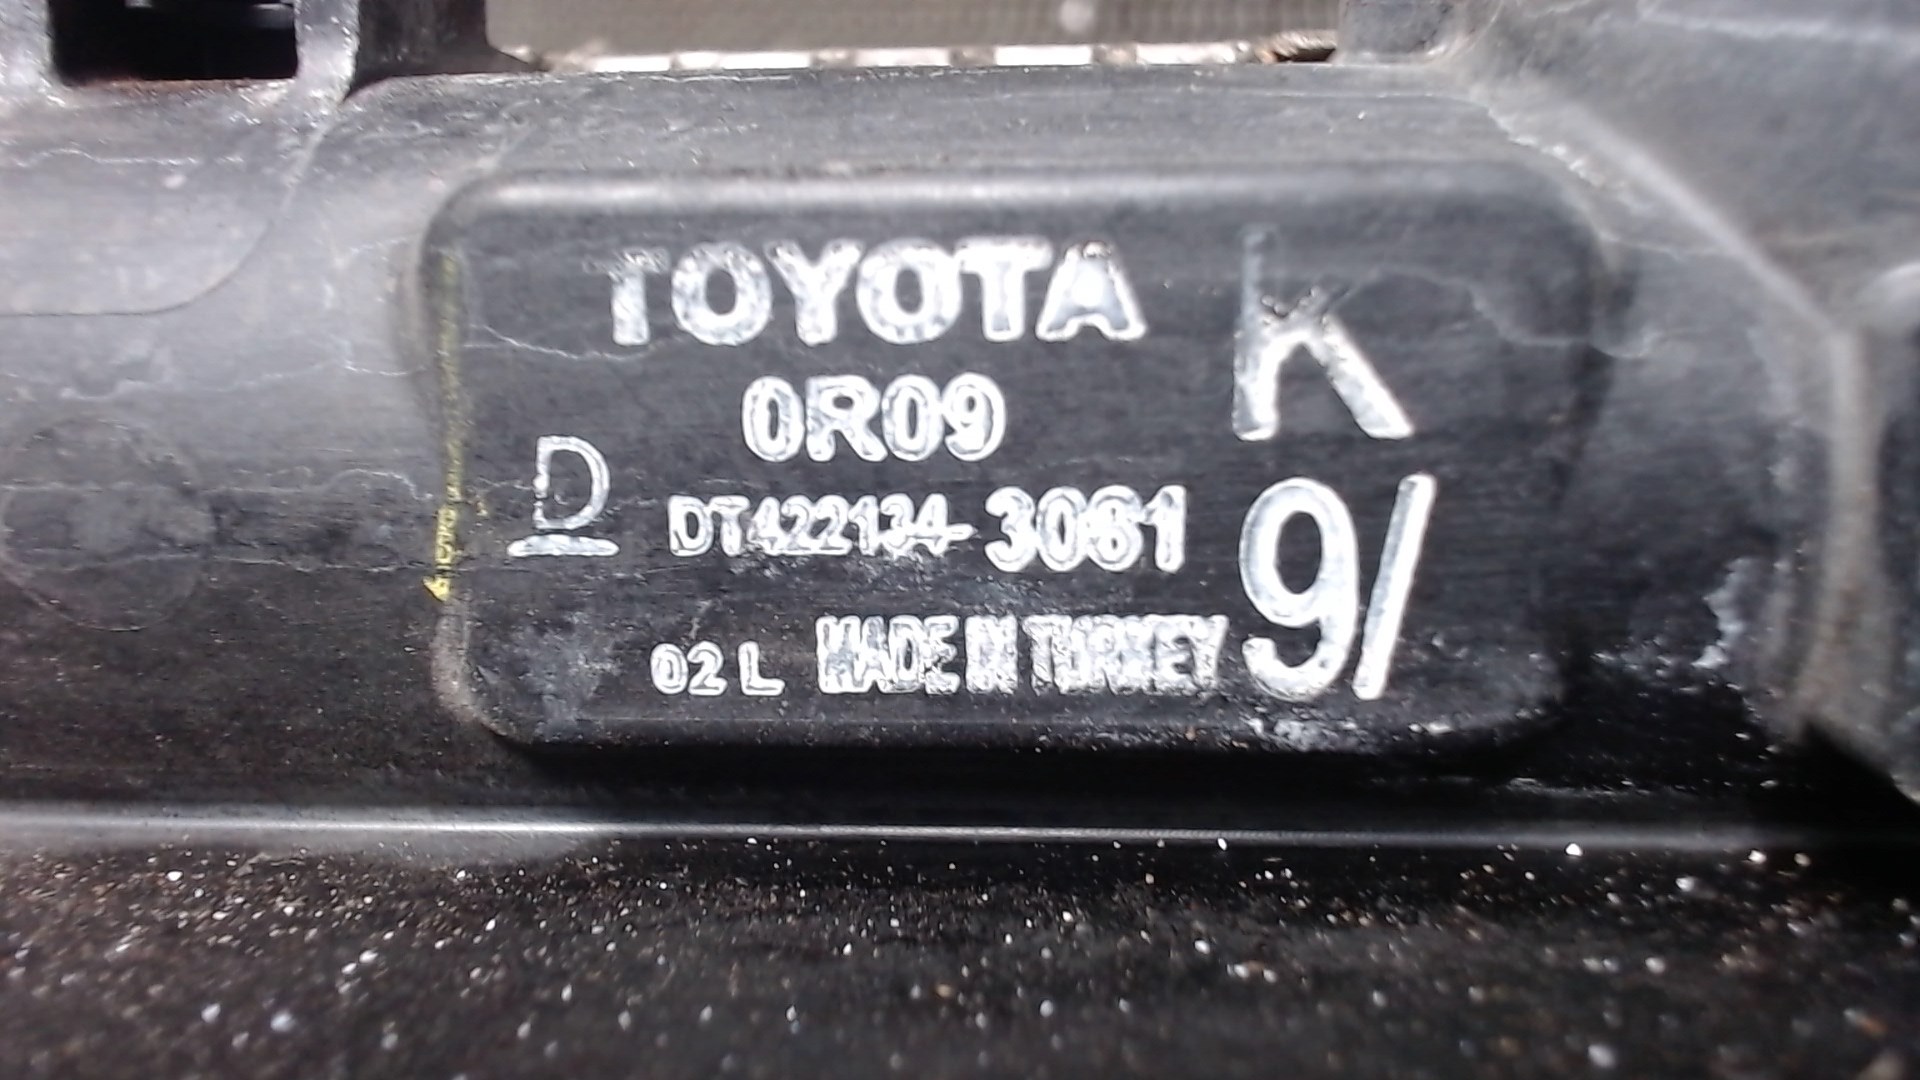 TOYOTA K
0R09
D DT422134-3061 9/
02 L MADE IN TURKEY